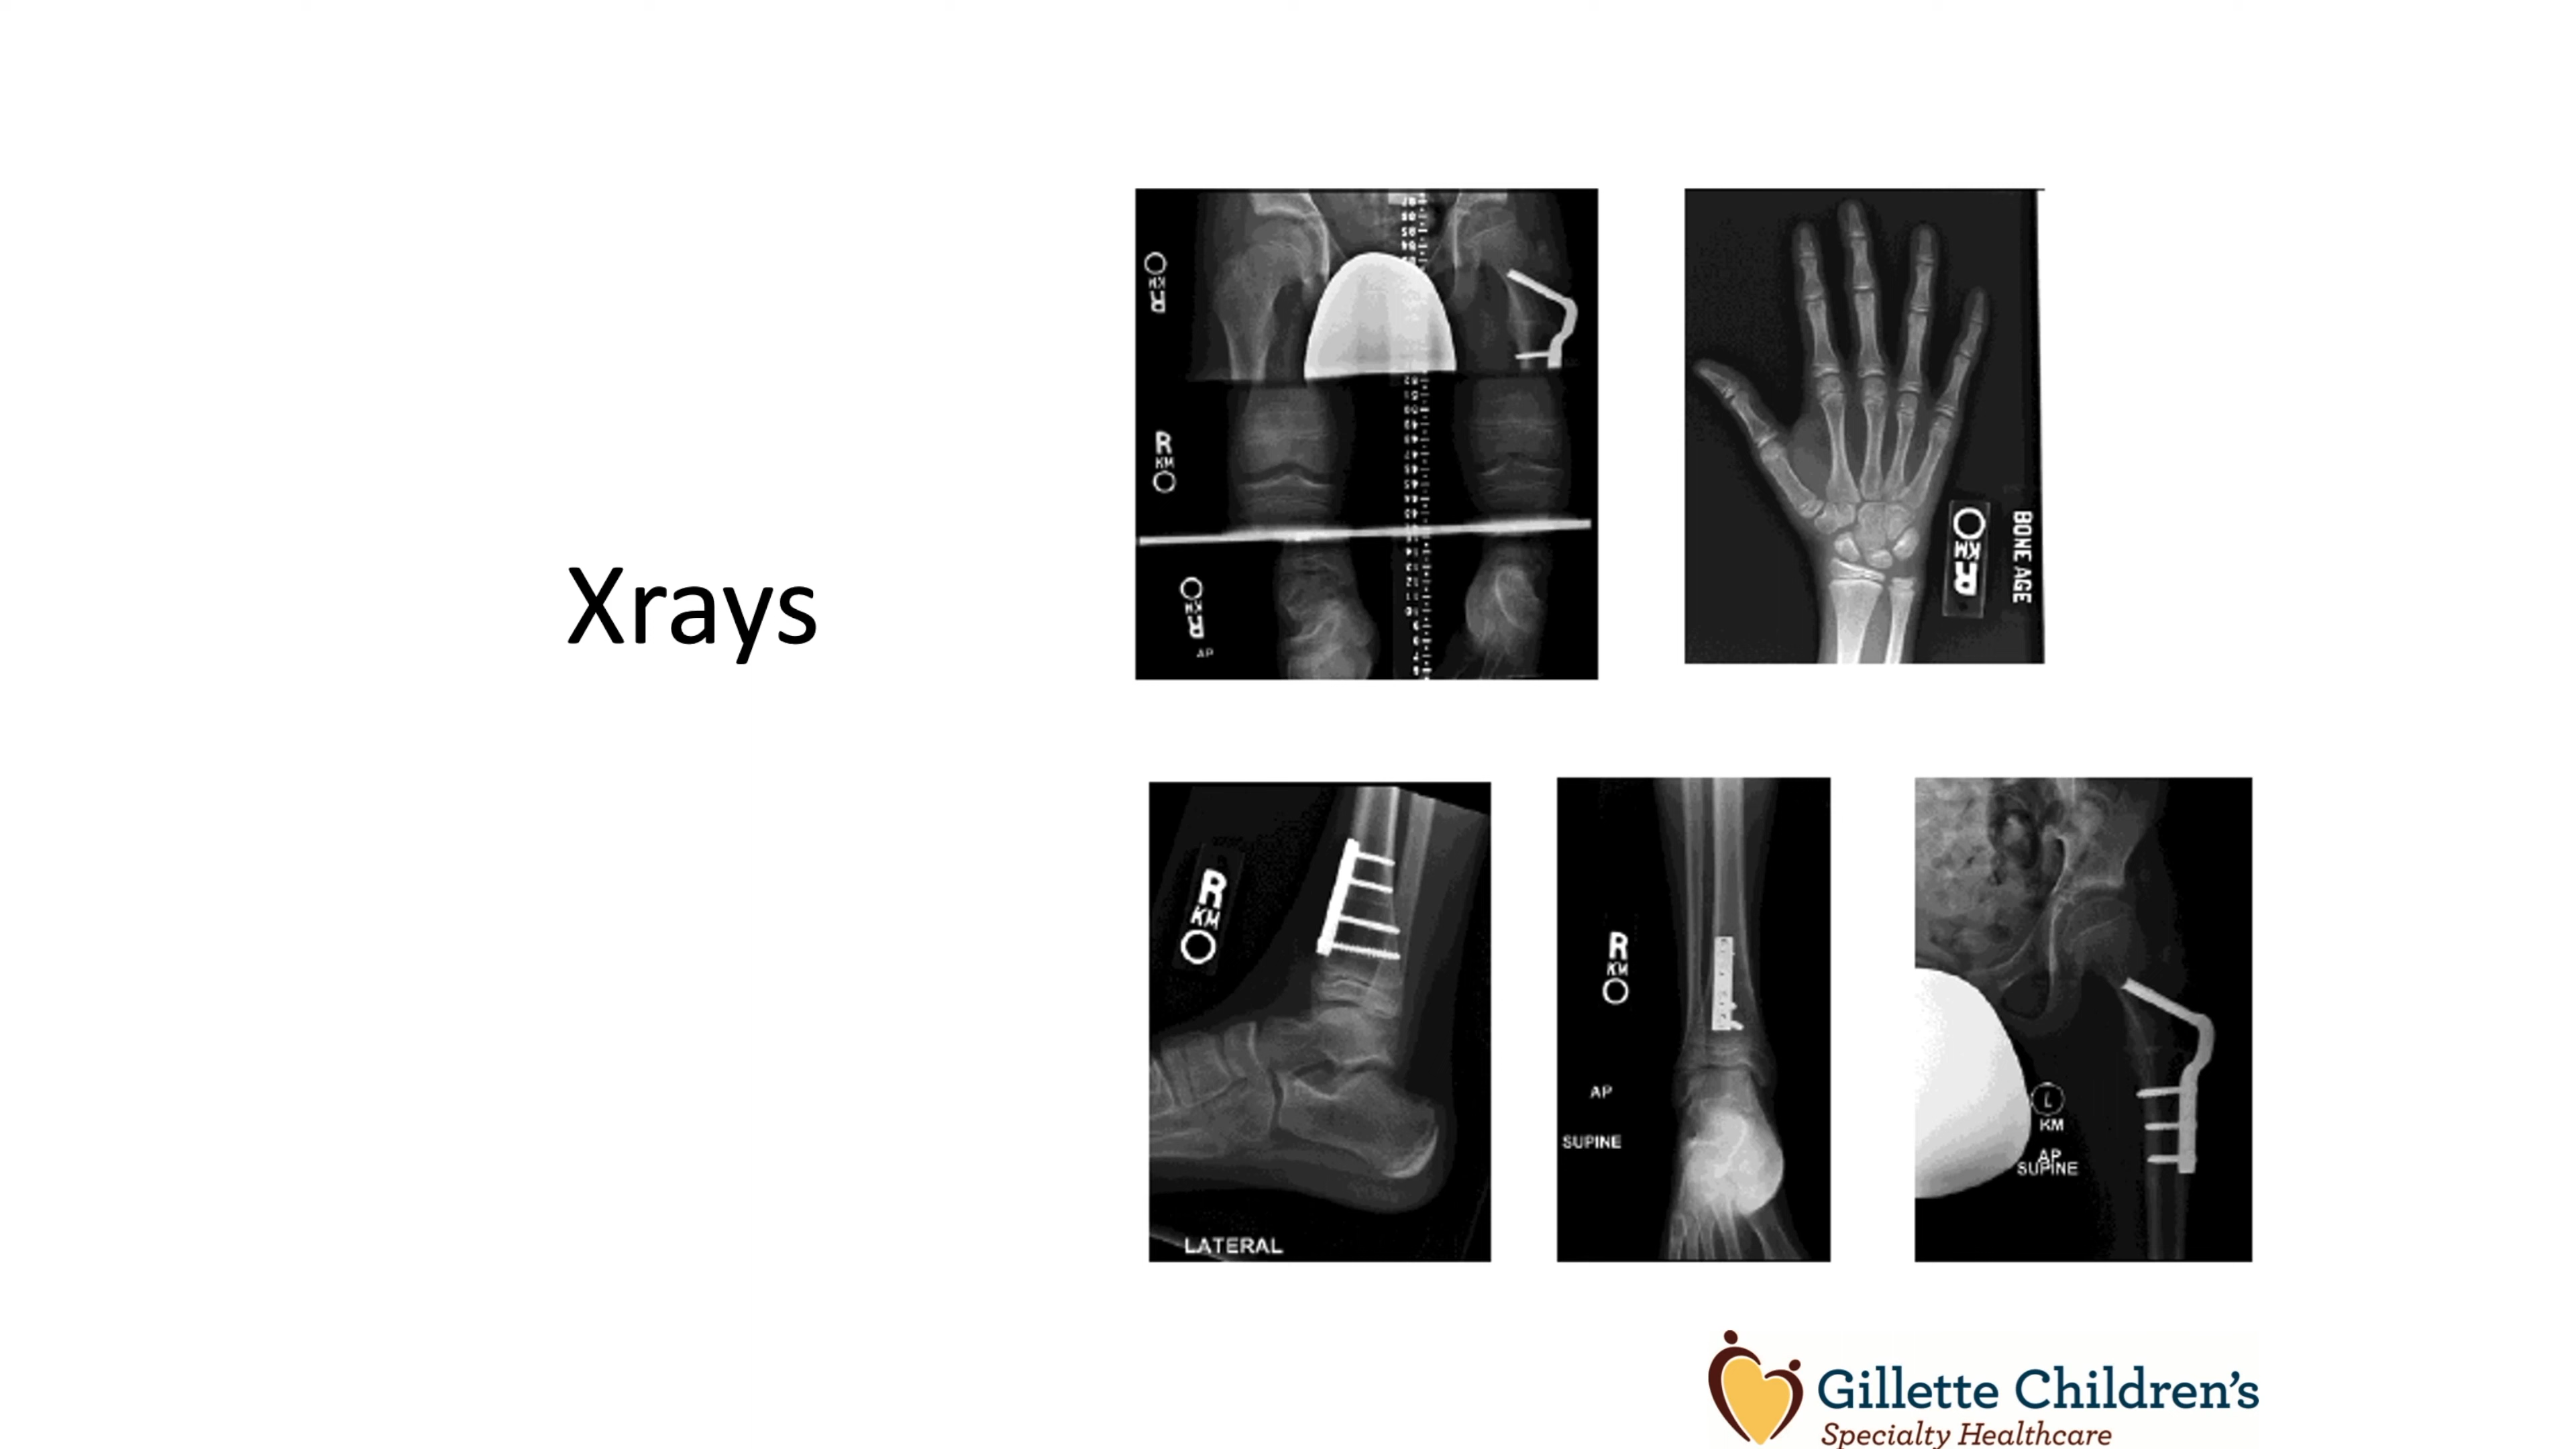 Xrays
R
KM
R
KM
R
KM
AP
R
KM
BONE AGE
R
KM
LATERAL
R
KM
AP
SUPINE
L
KM
AP
SUPINE
Gillette Children's
Specialty Healthcare